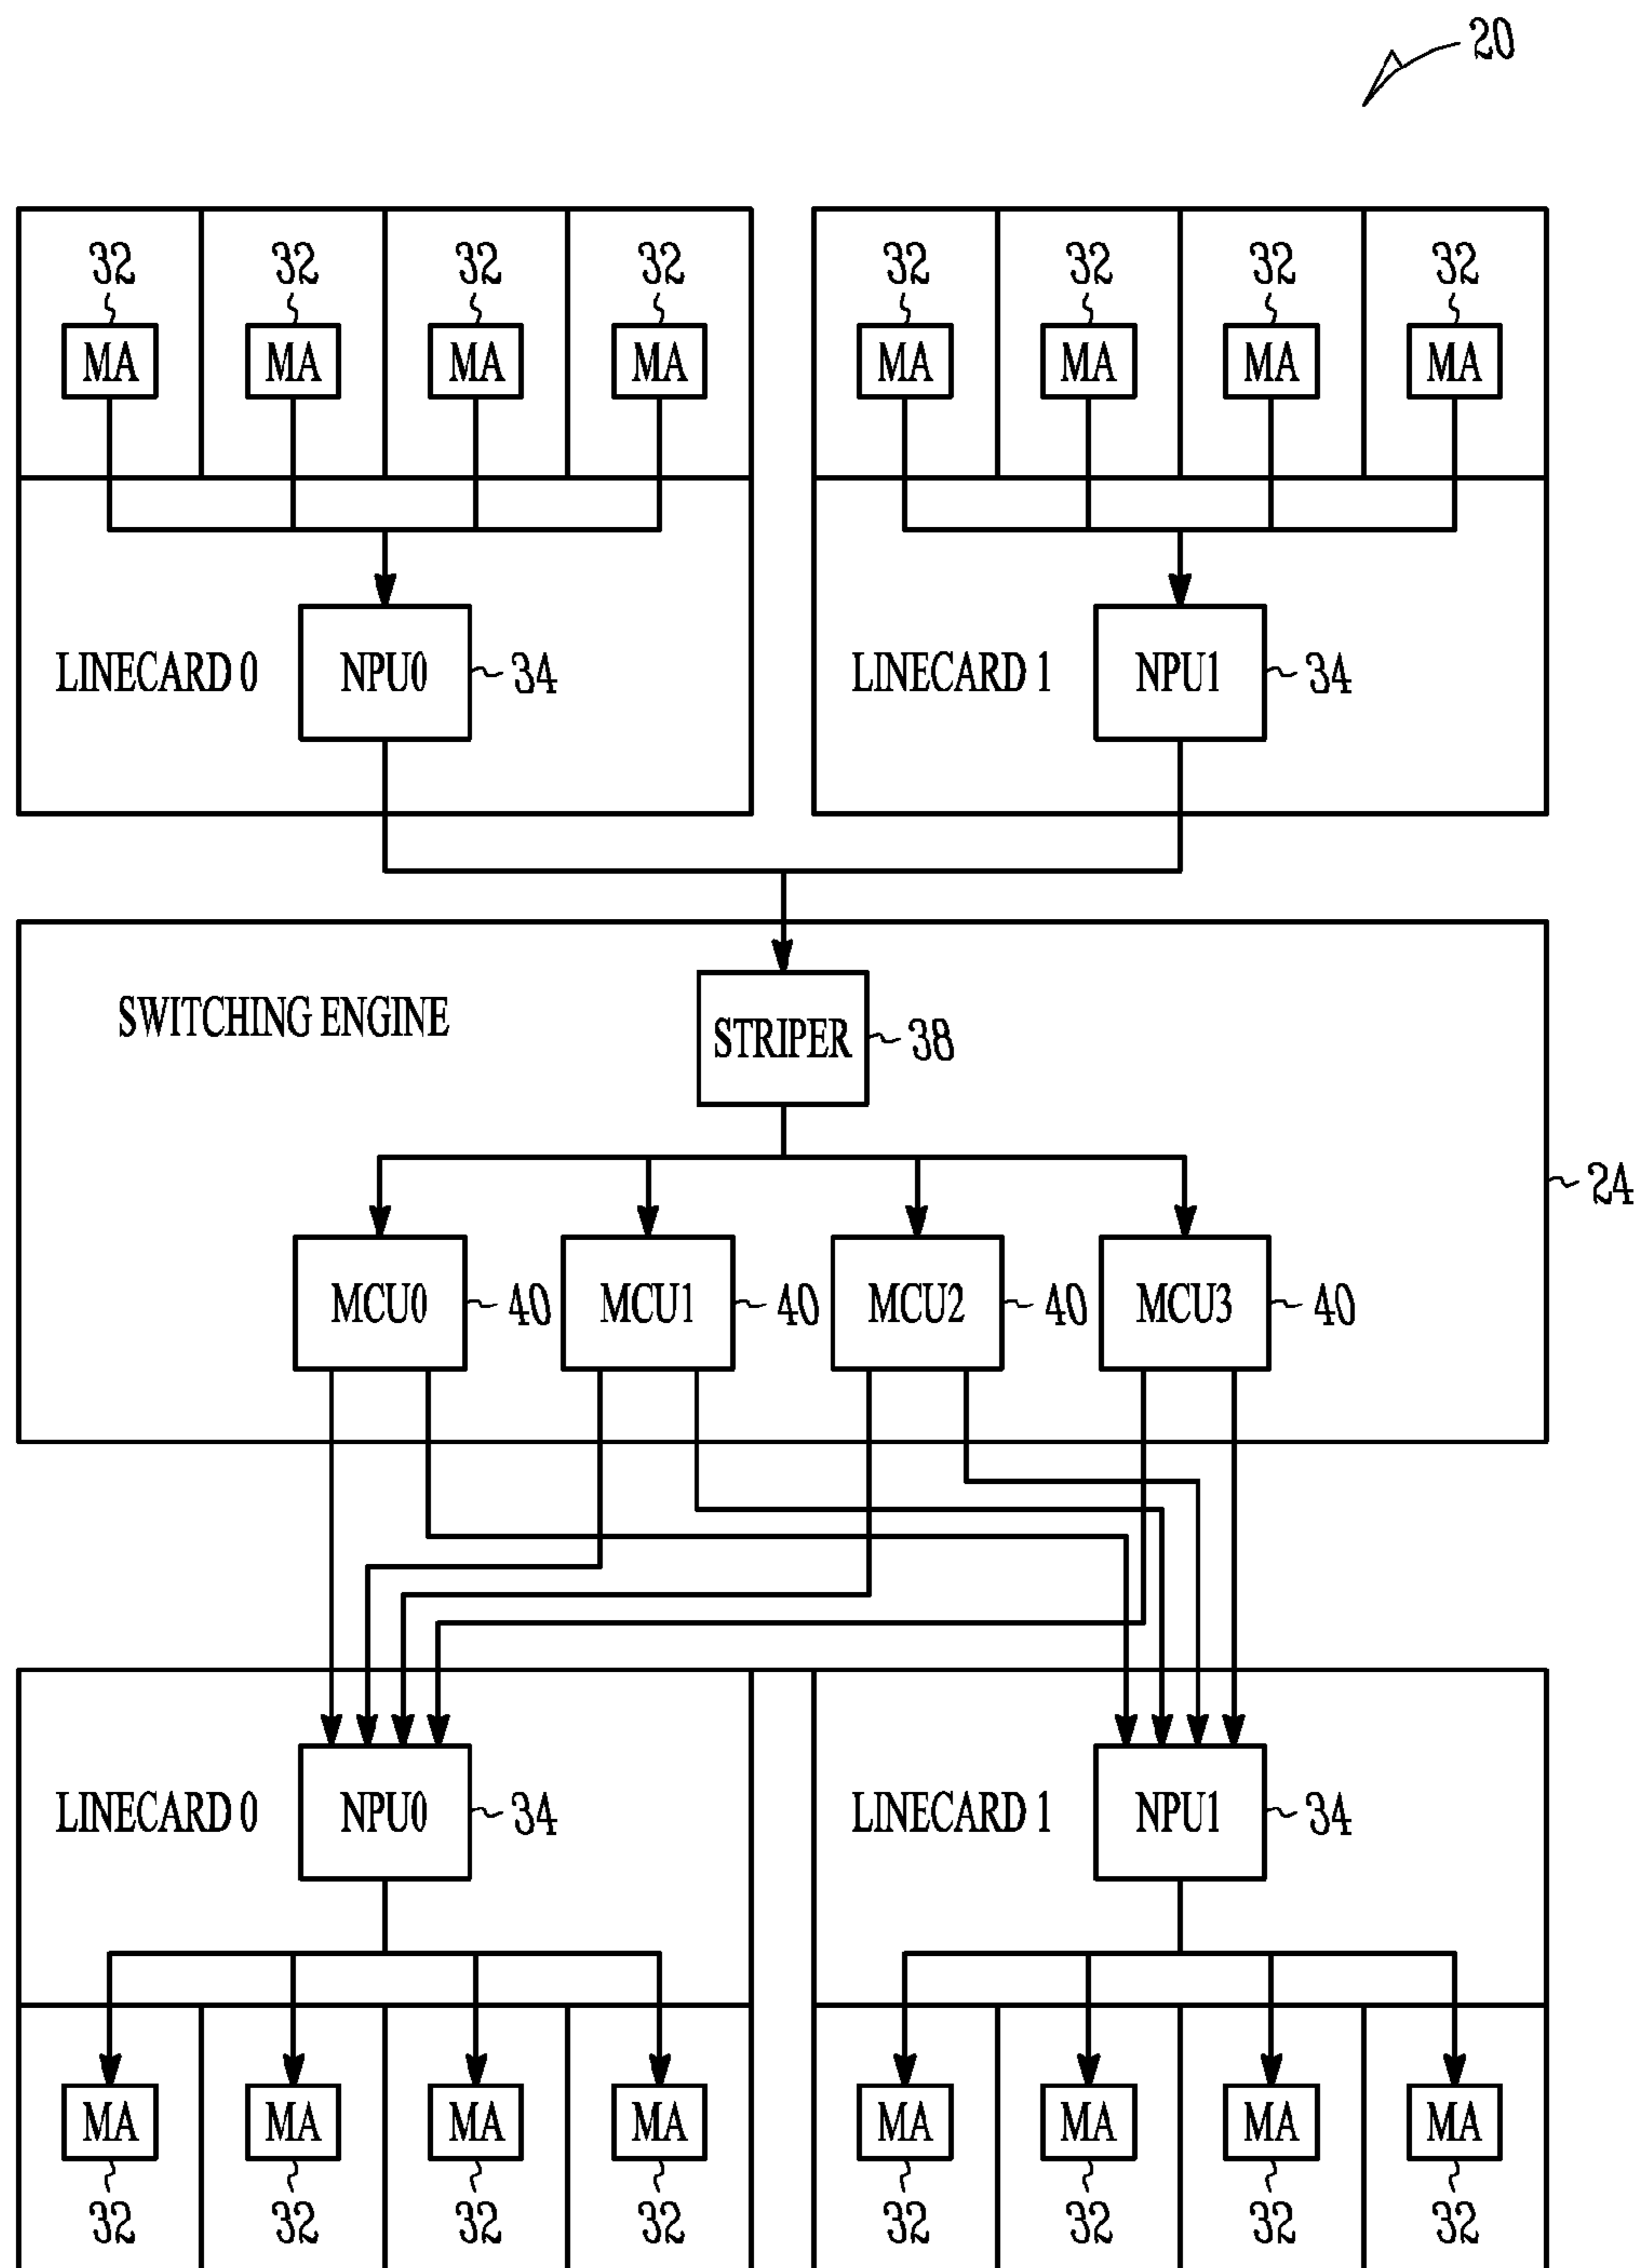 20
32 32 32 32 32 32 32 32
MA MA MA MA MA MA MA MA
LINECARD 0 NPU0 34 LINECARD 1 NPU1 34
SWITCHING ENGINE
STRIPER 38
24
MCU0 40 MCU1 40 MCU2 40 MCU3 40
LINECARD 0 NPU0 34 LINECARD 1 NPU1 34
MA MA MA MA MA MA MA MA
32 32 32 32 32 32 32 32